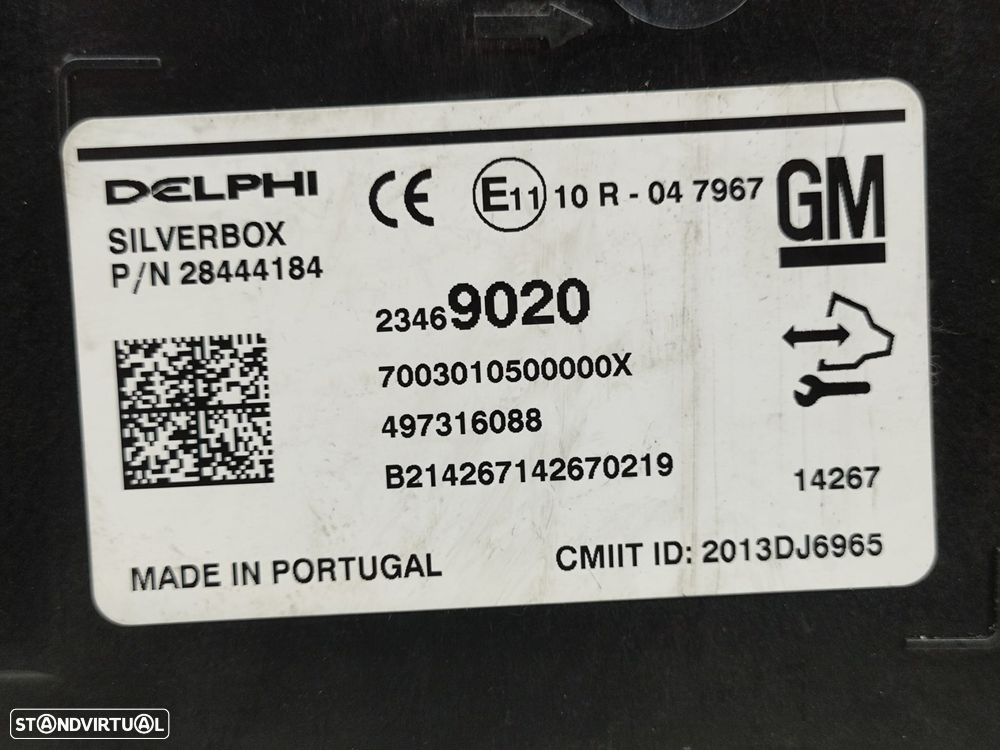 DELPHI CE E11 10 R - 04 7967 GM
SILVERBOX
P/N 28444184
23469020
7003010500000X
497316088
B214267142670219
14267
MADE IN PORTUGAL
CMIIT ID: 2013DJ6965
STANDVIRTUAL